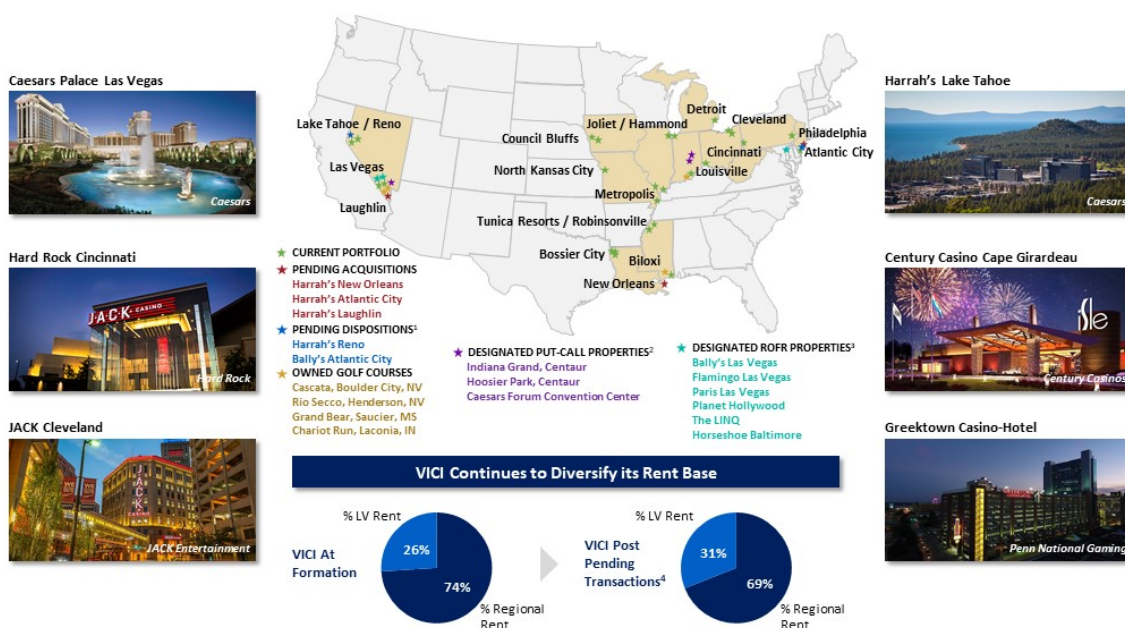 Caesars Palace Las Vegas
Caesars
Hard Rock Cincinnati
JACK
CASINO
Hard Rock
JACK Cleveland
JACK
JACK Entertainment
Lake Tahoe / Reno
Las Vegas
Laughlin
Council Bluffs
North Kansas City
Joliet / Hammond
Detroit
Cleveland
Philadelphia
Atlantic City
Cincinnati
Louisville
Metropolis
Tunica Resorts / Robinsonville
Bossier City
Biloxi
New Orleans
CURRENT PORTFOLIO
PENDING ACQUISITIONS
Harrah's New Orleans
Harrah's Atlantic City
Harrah's Laughlin
PENDING DISPOSITIONS¹
Harrah's Reno
Bally's Atlantic City
OWNED GOLF COURSES
Cascata, Boulder City, NV
Rio Secco, Henderson, NV
Grand Bear, Saucier, MS
Chariot Run, Laconia, IN
DESIGNATED PUT-CALL PROPERTIES²
Indiana Grand, Centaur
Hoosier Park, Centaur
Caesars Forum Convention Center
DESIGNATED ROFR PROPERTIES³
Bally's Las Vegas
Flamingo Las Vegas
Paris Las Vegas
Planet Hollywood
The LINQ
Horseshoe Baltimore
VICI Continues to Diversify its Rent Base
VICI At
Formation
% LV Rent
26%
74%
% Regional
Rent
VICI Post
Pending
Transactions⁴
% LV Rent
31%
69%
% Regional
Rent
Harrah's Lake Tahoe
Caesars
Century Casino Cape Girardeau
isle
Century Casinos
Greektown Casino-Hotel
Penn National Gaming